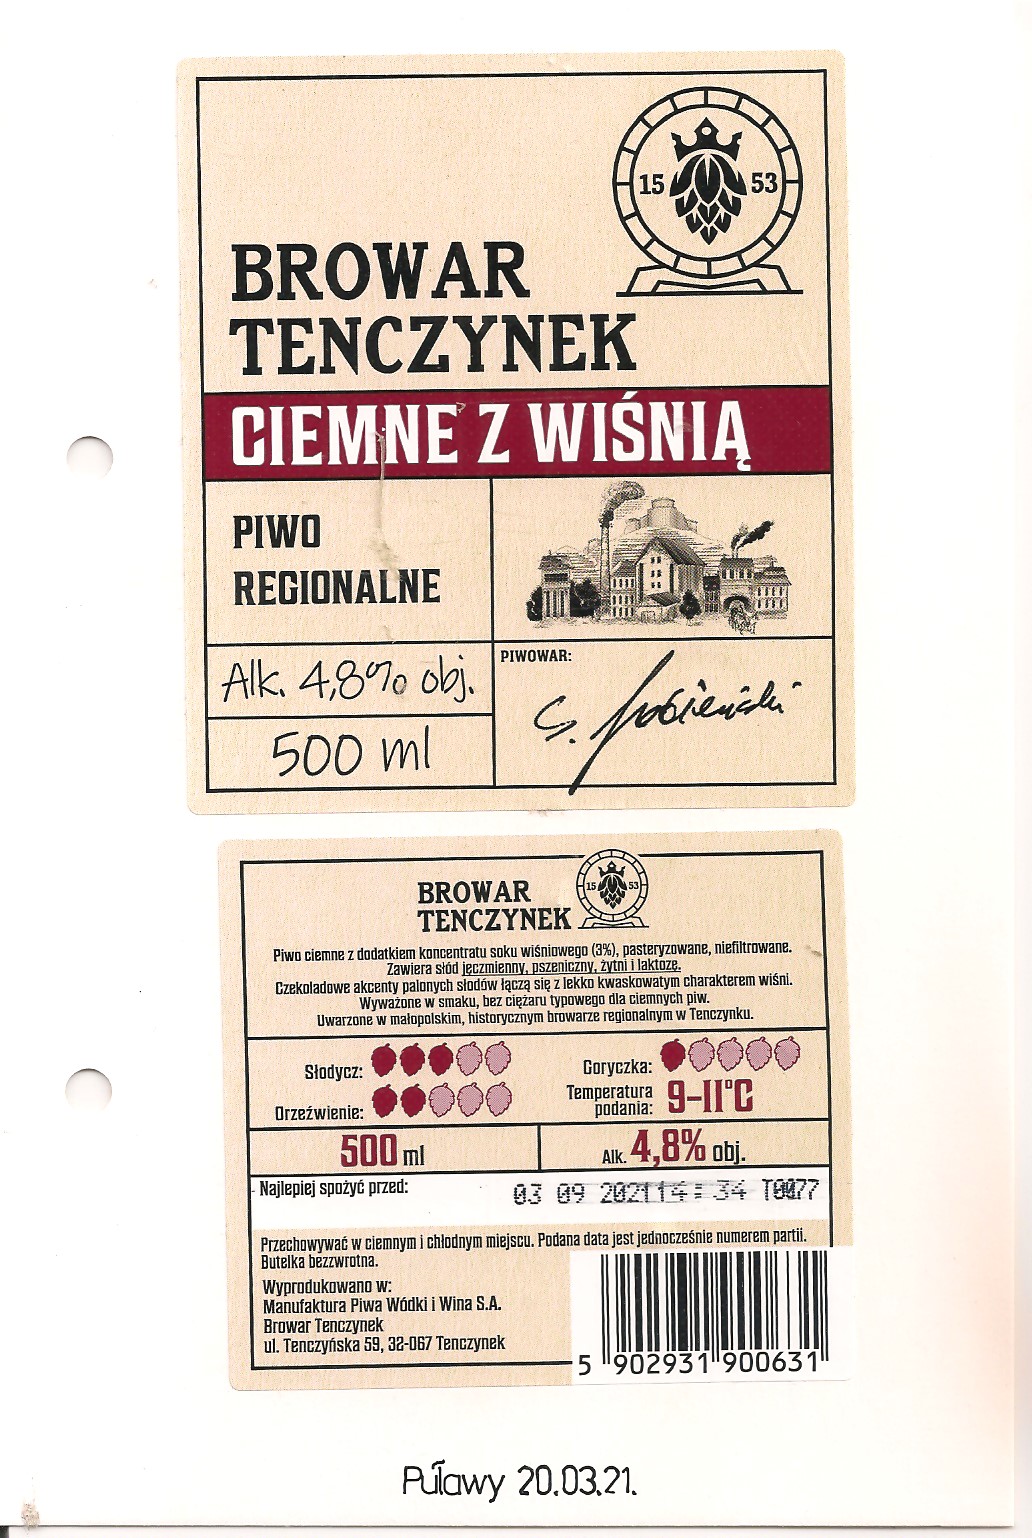 15 53
BROWAR
TENCZYNEK
CIEMNE Z WIŚNIĄ
PIWO
REGIONALNE
Alk. 4,8% obj.
500 ml
PIWOWAR:
BROWAR
TENCZYNEK
15 53
Piwo ciemne z dodatkiem koncentratu soku wiśniowego (3%), pasteryzowane, niefiltrowane.
Zawiera słód jęczmienny, pszeniczny, żytni i laktozę.
Czekoladowe akcenty palonych słodów łączą się z lekko kwaskowatym charakterem wiśni.
Wyważone w smaku, bez ciężaru typowego dla ciemnych piw.
Uwarzone w małopolskim, historycznym browarze regionalnym w Tenczynku.
Słodycz:
Orzeźwienie:
Goryczka:
Temperatura
podania: 9-11°C
500 ml
Alk. 4,8% obj.
Najlepiej spożyć przed: 03 09 2021 14:34
Przechowywać w ciemnym i chłodnym miejscu. Podana data jest jednocześnie numerem partii.
Butelka bezzwrotna.
Wyprodukowano w:
Manufaktura Piwa Wódki i Wina S.A.
Browar Tenczynek
ul. Tenczyńska 59, 32-067 Tenczynek
5 902931 900631
Puławy 20.03.21.